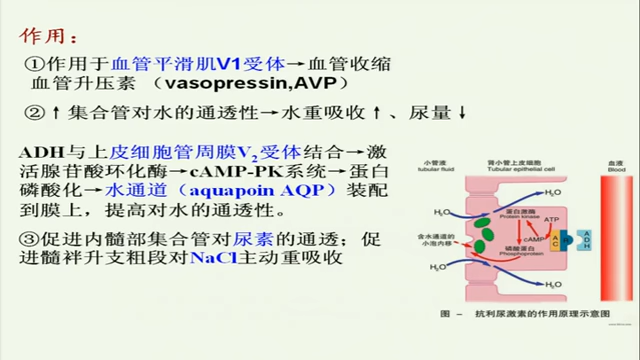 作用：
①作用于血管平滑肌V1受体→血管收缩
血管升压素 （vasopressin,AVP）
②↑集合管对水的通透性→水重吸收↑、尿量↓
ADH与上皮细胞管周膜V2受体结合→激
活腺苷酸环化酶→cAMP-PK系统→蛋白
磷酸化→水通道（aquapoin AQP）装配
到膜上，提高对水的通透性。
③促进内髓部集合管对尿素的通透；促
进髓袢升支粗段对NaCl主动重吸收
小管液
tubular fluid
肾小管上皮细胞
Tubular epithelial cell
血液
Blood
H2O
H2O
蛋白激酶
Protein kinase
ATP
cAMP
AC
R
ADH
含水通道的
小泡内移
磷酸蛋白
Phosphoprotein
H2O
H2O
图 － 抗利尿激素的作用原理示意图